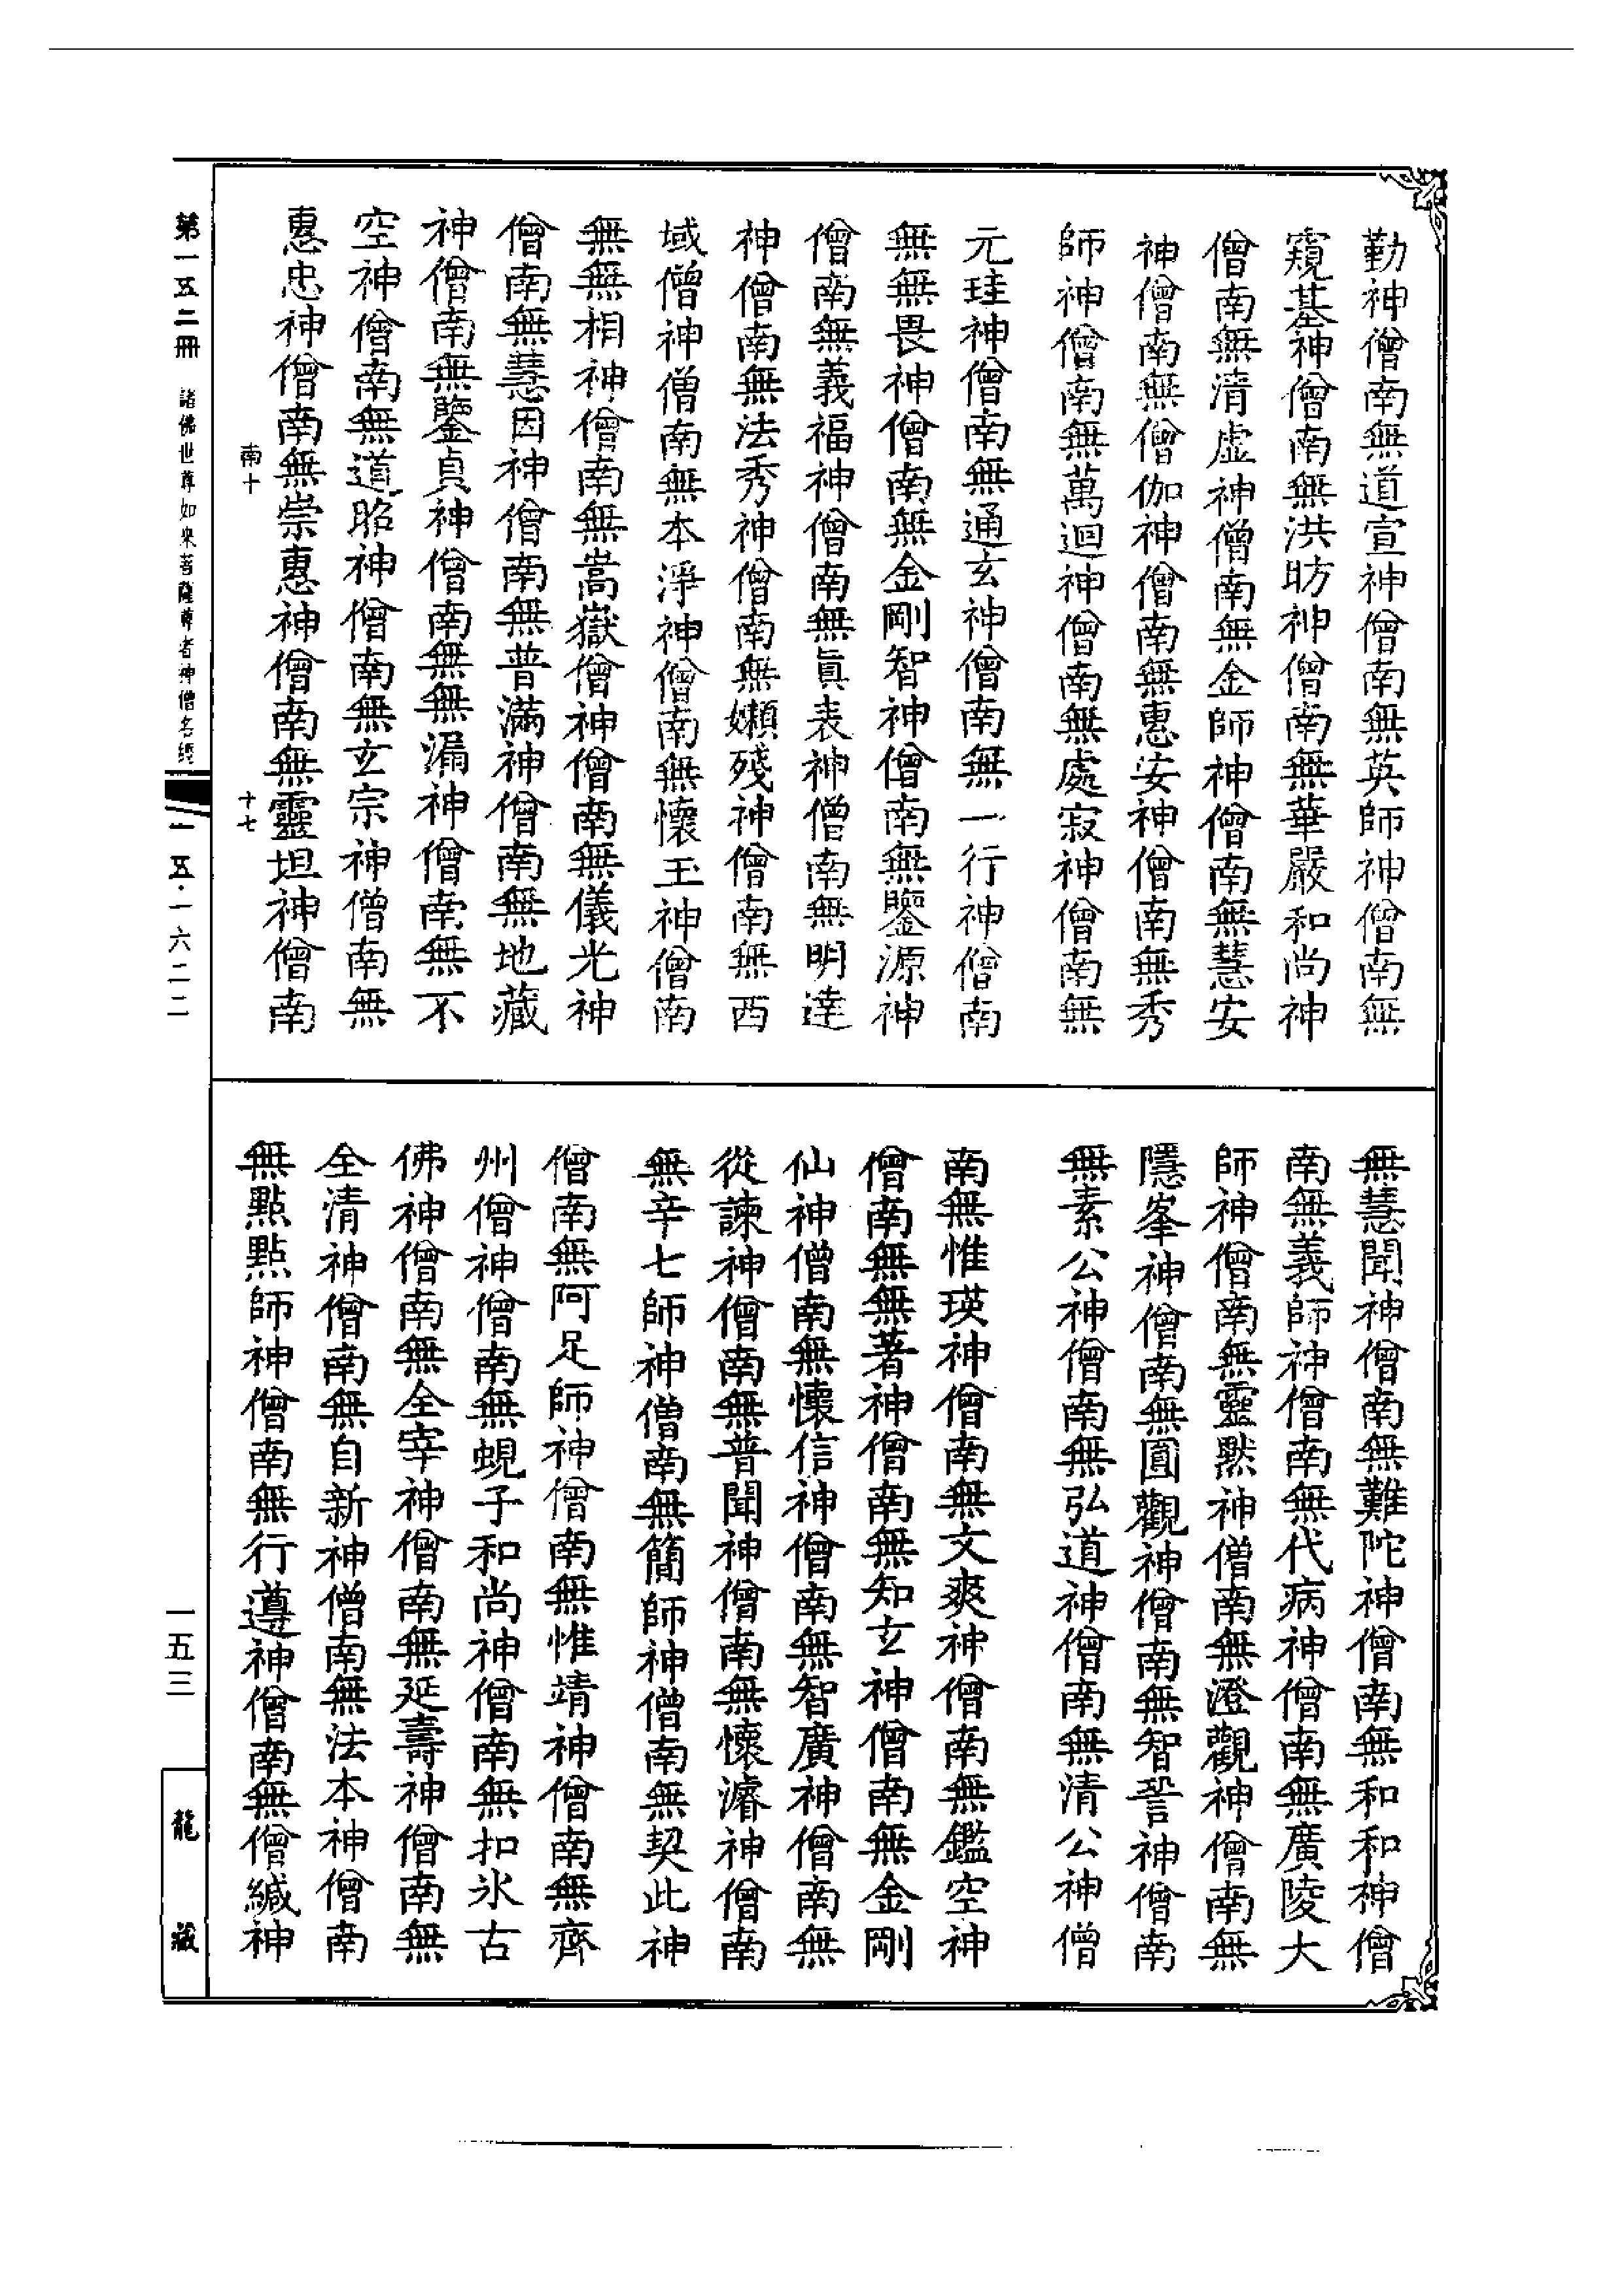 勤神僧南無道宣神僧南無英師神僧南無
窺基神僧南無洪昉神僧南無華嚴和尚神
僧南無清虛神僧南無金師神僧南無慧安
神僧南無僧伽神僧南無惠安神僧南無秀
師神僧南無萬迴神僧南無處寂神僧南無
元珪神僧南無通玄神僧南無一行神僧南
無無畏神僧南無金剛智神僧南無鑒源神
僧南無義福神僧南無眞表神僧南無明達
神僧南無法秀神僧南無嬾殘神僧南無西
域僧神僧南無本淨神僧南無懷玉神僧南
無無相神僧南無嵩嶽僧神僧南無儀光神
僧南無慧因神僧南無普滿神僧南無地藏
神僧南無鑒貞神僧南無無漏神僧南無不
空神僧南無道昭神僧南無玄宗神僧南無
惠忠神僧南無崇惠神僧南無靈坦神僧南
南十 十七
無慧聞神僧南無難陀神僧南無和和神僧
南無義師神僧南無代病神僧南無廣陵大
師神僧南無靈默神僧南無澄觀神僧南無
隱峯神僧南無圓觀神僧南無智䛒神僧南
無素公神僧南無弘道神僧南無清公神僧
南無惟瑛神僧南無文爽神僧南無鑑空神
僧南無無著神僧南無知玄神僧南無金剛
仙神僧南無懷信神僧南無智廣神僧南無
從諫神僧南無普聞神僧南無懷濬神僧南
無辛七師神僧南無簡師神僧南無契此神
僧南無阿足師神僧南無惟靖神僧南無齊
州僧神僧南無蜆子和尚神僧南無扣氷古
佛神僧南無全宰神僧南無延壽神僧南無
全清神僧南無自新神僧南無法本神僧南
無點點師神僧南無行遵神僧南無僧緘神
第一五二冊 諸佛世尊如來菩薩尊者神僧名經
一五·一六二二
一五三
龍藏